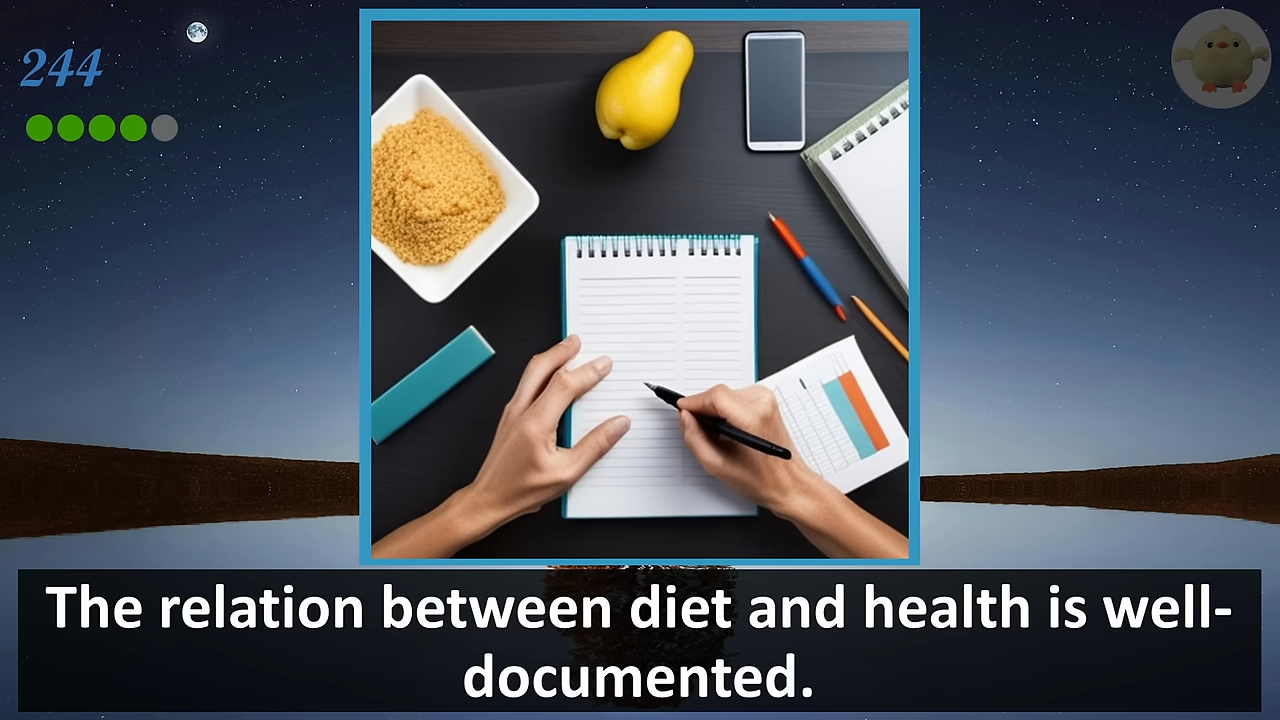 244
The relation between diet and health is well-
documented.